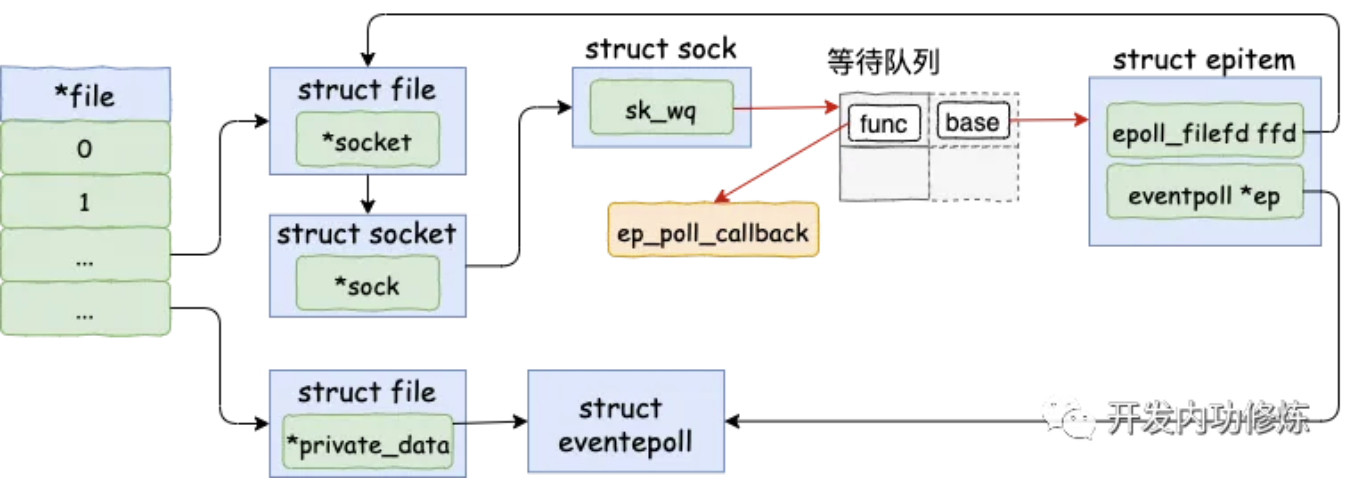 *file
0
1
...
...
struct file
*socket
struct socket
*sock
struct file
*private_data
struct sock
sk_wq
等待队列
func
base
ep_poll_callback
struct epitem
epoll_filefd ffd
eventpoll *ep
struct
eventepoll
开发内功修炼